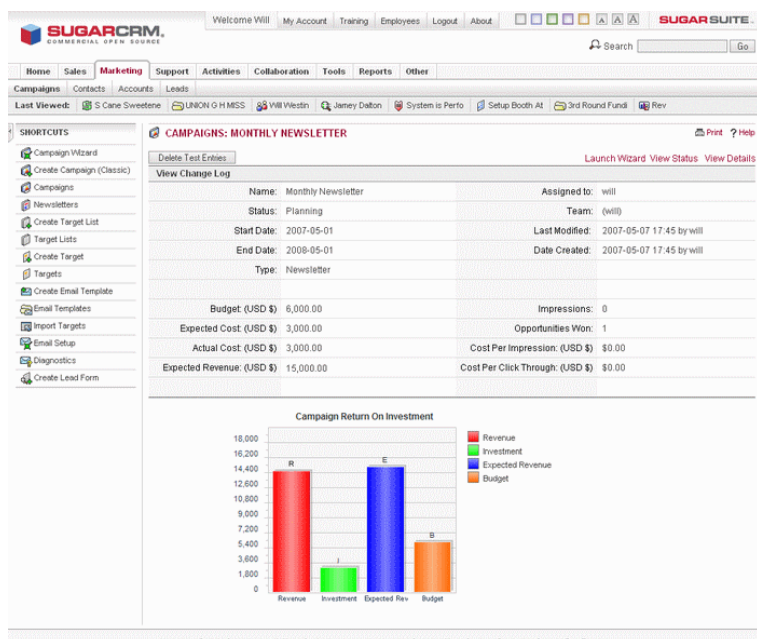 Welcome Will My Account Training Employees Logout About A A A SUGARSUITE.
SUGARCRM.
COMMERCIAL OPEN SOURCE
Search Go
Home Sales Marketing Support Activities Collaboration Tools Reports Other
Campaigns Contacts Accounts Leads
Last Viewed: S Cane Sweetene UNION G H MISS Will Westin Jamey Dalton System is Perfo Setup Booth At 3rd Round Fundi Rev
SHORTCUTS
Campaign Wizard
Create Campaign (Classic)
Campaigns
Newsletters
Create Target List
Target Lists
Create Target
Targets
Create Email Template
Email Templates
Import Targets
Email Setup
Diagnostics
Create Lead Form
CAMPAIGNS: MONTHLY NEWSLETTER Print ? Help
Delete Test Entries Launch Wizard View Status View Details
View Change Log
Name: Monthly Newsletter Assigned to: will
Status: Planning Team: (will)
Start Date: 2007-05-01 Last Modified: 2007-05-07 17:45 by will
End Date: 2008-05-01 Date Created: 2007-05-07 17:45 by will
Type: Newsletter
Budget: (USD $) 6,000.00 Impressions: 0
Expected Cost: (USD $) 3,000.00 Opportunities Won: 1
Actual Cost: (USD $) 3,000.00 Cost Per Impression: (USD $) $0.00
Expected Revenue: (USD $) 15,000.00 Cost Per Click Through: (USD $) $0.00
Campaign Return On Investment
18,000
16,200
14,400
12,600
10,800
9,000
7,200
5,400
3,600
1,800
0
R
I
E
B
Revenue Investment Expected Rev Budget
Revenue
Investment
Expected Revenue
Budget